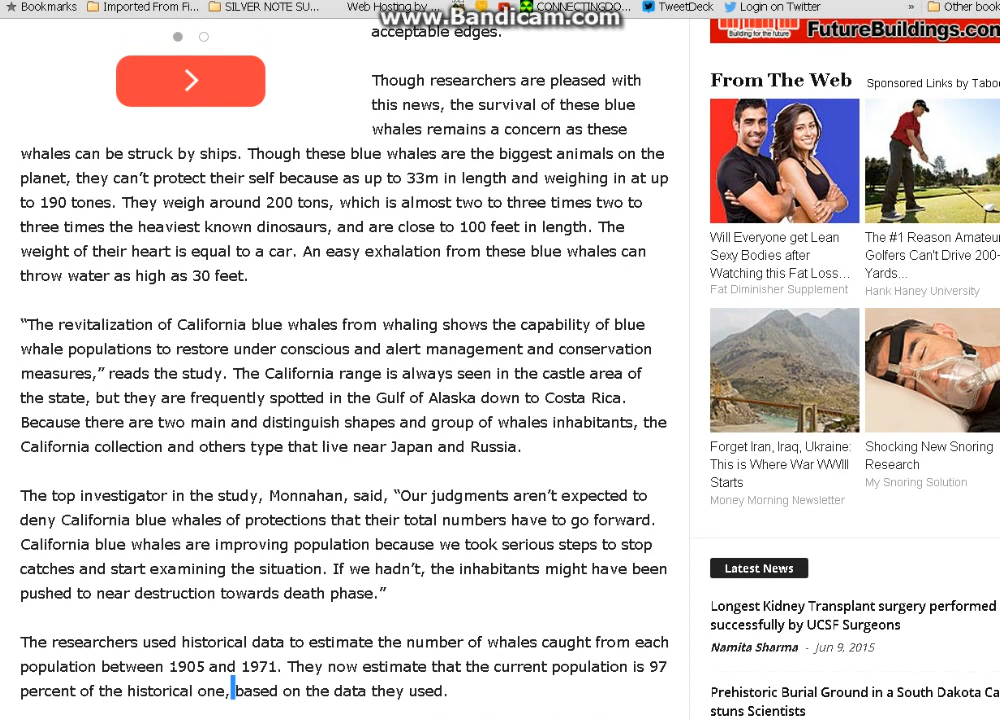 Bookmarks Imported From Fi... SILVER NOTE SU... Web Hosting by ... CONNECTINGDO... TweetDeck Login on Twitter » Other book
www.Bandicam.com
acceptable edges.
Though researchers are pleased with
this news, the survival of these blue
whales remains a concern as these
whales can be struck by ships. Though these blue whales are the biggest animals on the
planet, they can't protect their self because as up to 33m in length and weighing in at up
to 190 tones. They weigh around 200 tons, which is almost two to three times two to
three times the heaviest known dinosaurs, and are close to 100 feet in length. The
weight of their heart is equal to a car. An easy exhalation from these blue whales can
throw water as high as 30 feet.
“The revitalization of California blue whales from whaling shows the capability of blue
whale populations to restore under conscious and alert management and conservation
measures,” reads the study. The California range is always seen in the castle area of
the state, but they are frequently spotted in the Gulf of Alaska down to Costa Rica.
Because there are two main and distinguish shapes and group of whales inhabitants, the
California collection and others type that live near Japan and Russia.
The top investigator in the study, Monnahan, said, “Our judgments aren't expected to
deny California blue whales of protections that their total numbers have to go forward.
California blue whales are improving population because we took serious steps to stop
catches and start examining the situation. If we hadn't, the inhabitants might have been
pushed to near destruction towards death phase.”
The researchers used historical data to estimate the number of whales caught from each
population between 1905 and 1971. They now estimate that the current population is 97
percent of the historical one, based on the data they used.
Building for the future
FutureBuildings.com
From The Web Sponsored Links by Taboo
Will Everyone get Lean
Sexy Bodies after
Watching this Fat Loss...
Fat Diminisher Supplement
The #1 Reason Amateur
Golfers Can't Drive 200-
Yards...
Hank Haney University
Forget Iran, Iraq, Ukraine:
This is Where War WWIII
Starts
Money Morning Newsletter
Shocking New Snoring
Research
My Snoring Solution
Latest News
Longest Kidney Transplant surgery performed
successfully by UCSF Surgeons
Namita Sharma - Jun 9, 2015
Prehistoric Burial Ground in a South Dakota Ca
stuns Scientists